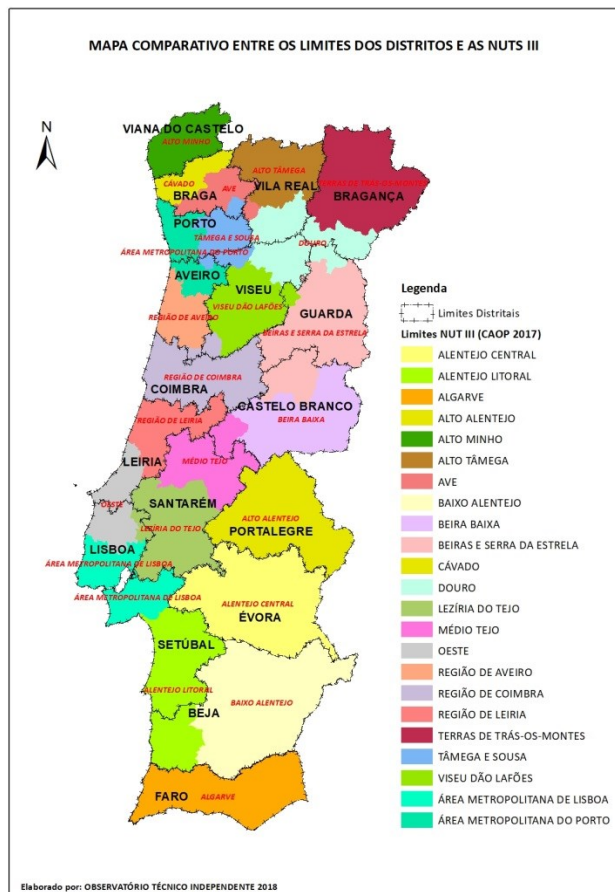 MAPA COMPARATIVO ENTRE OS LIMITES DOS DISTRITOS E AS NUTS III
N
VIANA DO CASTELO
ALTO MINHO
CÁVADO
BRAGA
AVE
ALTO TÂMEGA
VILA REAL
TERRAS DE TRÁS-OS-MONTES
BRAGANÇA
PORTO
TÂMEGA E SOUSA
ÁREA METROPOLITANA DO PORTO
DOURO
AVEIRO
REGIÃO DE AVEIRO
VISEU
VISEU DÃO LAFÕES
GUARDA
BEIRAS E SERRA DA ESTRELA
REGIÃO DE COIMBRA
COIMBRA
CASTELO BRANCO
BEIRA BAIXA
REGIÃO DE LEIRIA
LEIRIA
MÉDIO TEJO
OESTE
SANTARÉM
LEZÍRIA DO TEJO
ALTO ALENTEJO
PORTALEGRE
LISBOA
ÁREA METROPOLITANA DE LISBOA
ÁREA METROPOLITANA DE LISBOA
ALENTEJO CENTRAL
ÉVORA
SETÚBAL
ALENTEJO LITORAL
BAIXO ALENTEJO
BEJA
FARO
ALGARVE
Legenda
Limites Distritais
Limites NUT III (CAOP 2017)
ALENTEJO CENTRAL
ALENTEJO LITORAL
ALGARVE
ALTO ALENTEJO
ALTO MINHO
ALTO TÂMEGA
AVE
BAIXO ALENTEJO
BEIRA BAIXA
BEIRAS E SERRA DA ESTRELA
CÁVADO
DOURO
LEZÍRIA DO TEJO
MÉDIO TEJO
OESTE
REGIÃO DE AVEIRO
REGIÃO DE COIMBRA
REGIÃO DE LEIRIA
TERRAS DE TRÁS-OS-MONTES
TÂMEGA E SOUSA
VISEU DÃO LAFÕES
ÁREA METROPOLITANA DE LISBOA
ÁREA METROPOLITANA DO PORTO
Elaborado por: OBSERVATÓRIO TÉCNICO INDEPENDENTE 2018